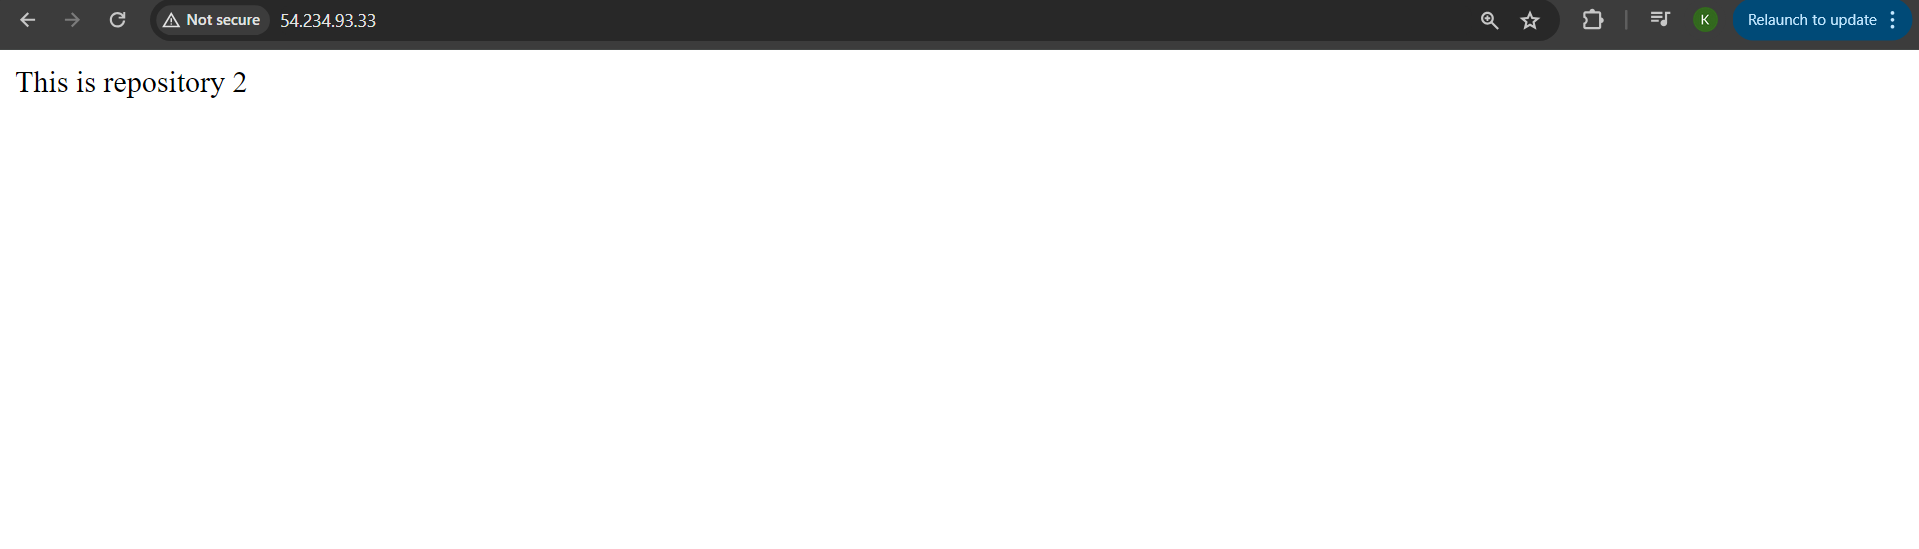 Not secure 54.234.93.33 K Relaunch to update
This is repository 2